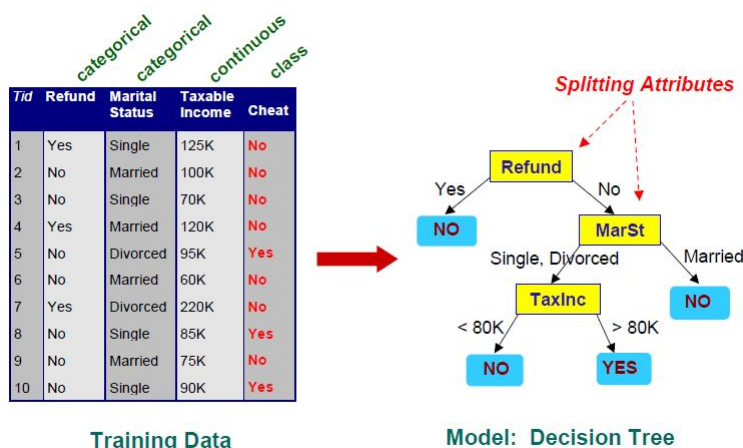 categorical
categorical
continuous
class
Tid Refund Marital Status Taxable Income Cheat
1 Yes Single 125K No
2 No Married 100K No
3 No Single 70K No
4 Yes Married 120K No
5 No Divorced 95K Yes
6 No Married 60K No
7 Yes Divorced 220K No
8 No Single 85K Yes
9 No Married 75K No
10 No Single 90K Yes
Training Data
Splitting Attributes
Refund
Yes No
NO MarSt
Single, Divorced Married
TaxInc NO
< 80K > 80K
NO YES
Model: Decision Tree